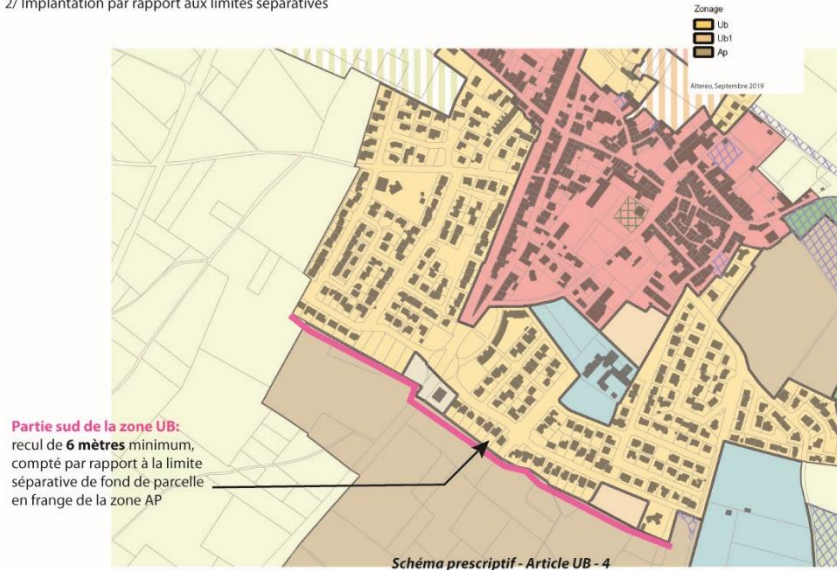 2/ Implantation par rapport aux limites séparatives
Zonage
Ub
Ub1
Ap
Altereo, Septembre 2019
Partie sud de la zone UB:
recul de 6 mètres minimum,
compté par rapport à la limite
séparative de fond de parcelle
en frange de la zone AP
Schéma prescriptif - Article UB - 4